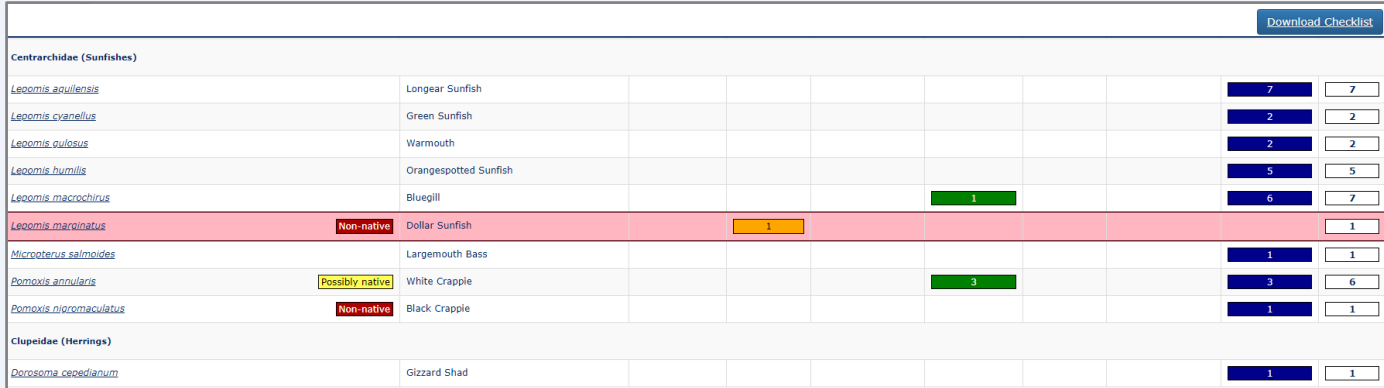 Download Checklist
Centrarchidae (Sunfishes)
Lepomis aquilensis Longear Sunfish 7 7
Lepomis cyanellus Green Sunfish 2 2
Lepomis gulosus Warmouth 2 2
Lepomis humilis Orangespotted Sunfish 5 5
Lepomis macrochirus Bluegill 1 6 7
Lepomis marginatus Non-native Dollar Sunfish 1 1
Micropterus salmoides Largemouth Bass 1 1
Pomoxis annularis Possibly native White Crappie 3 3 6
Pomoxis nigromaculatus Non-native Black Crappie 1 1
Clupeidae (Herrings)
Dorosoma cepedianum Gizzard Shad 1 1